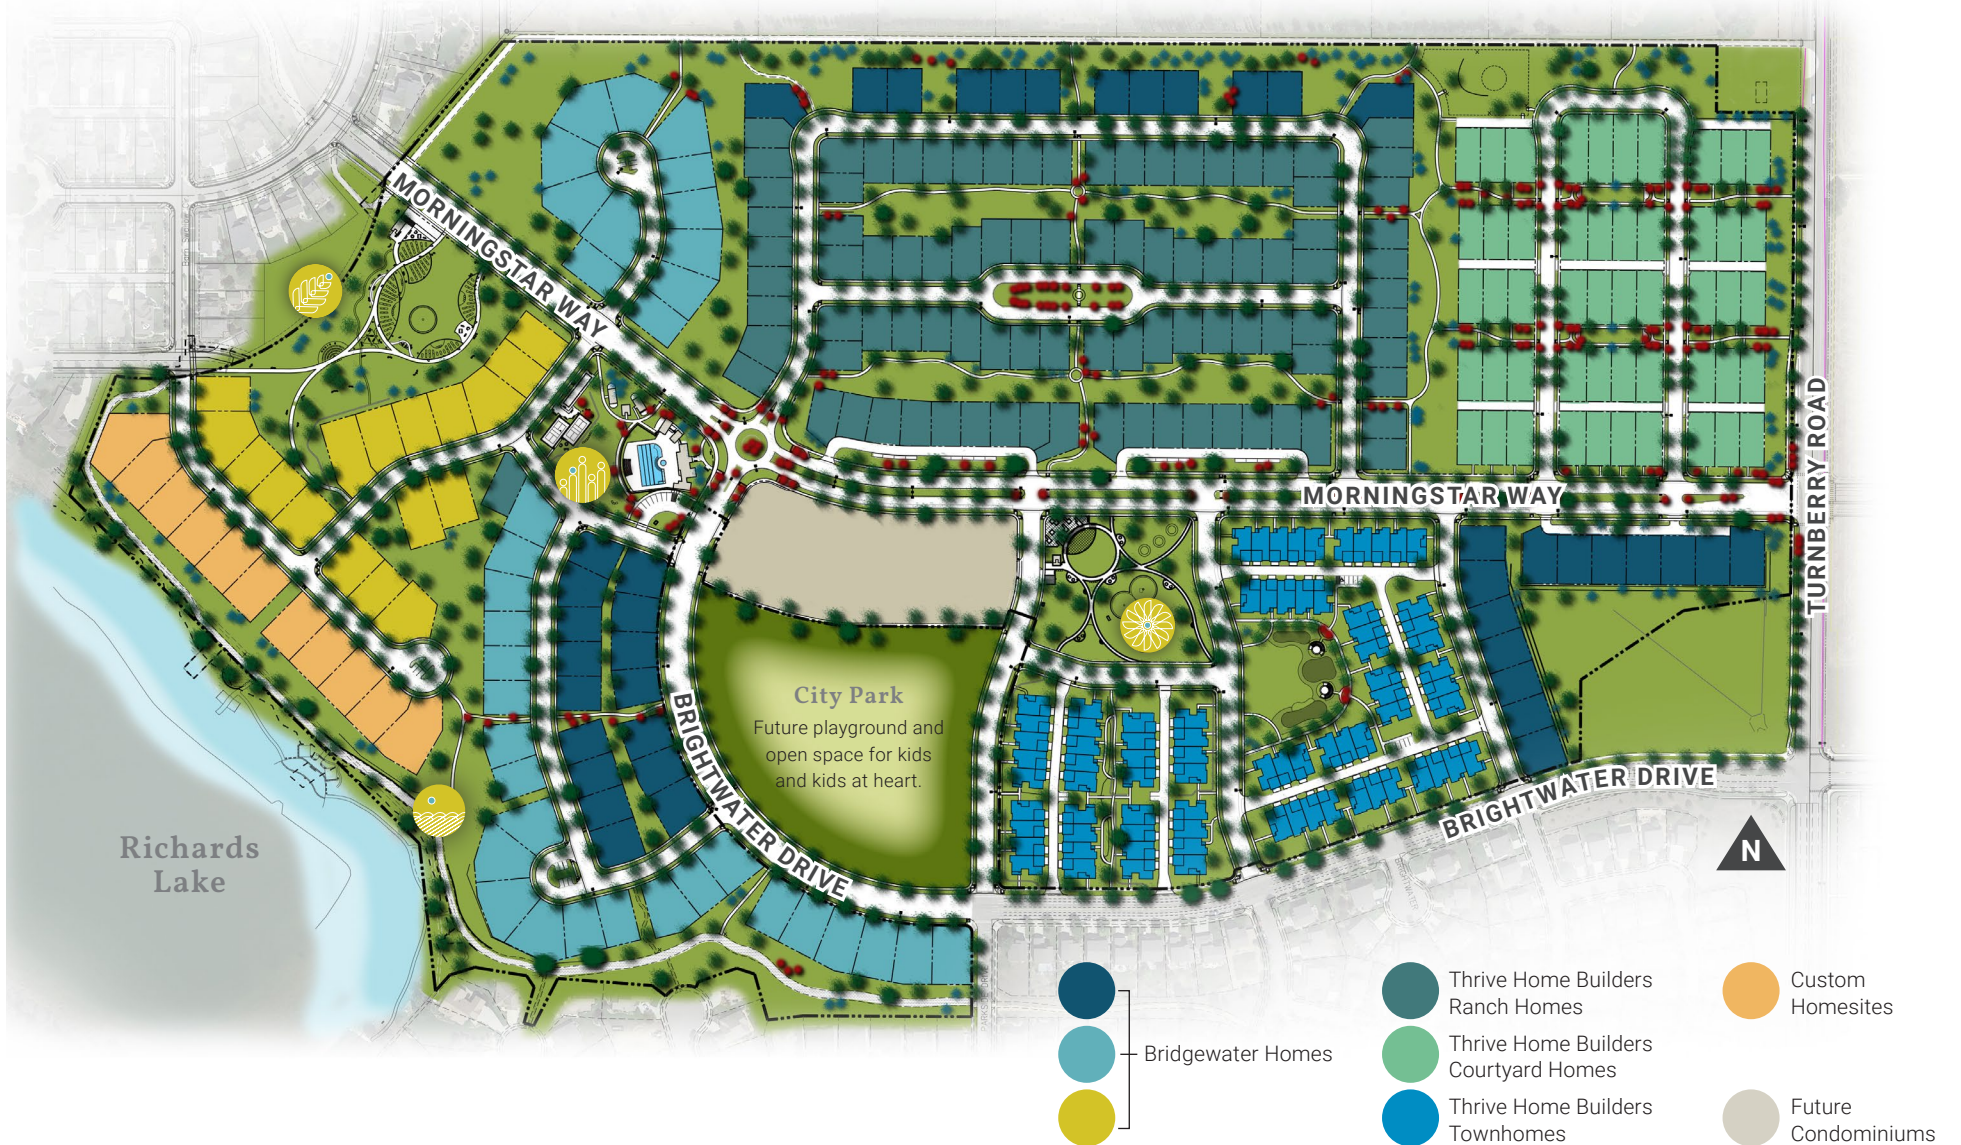 MORNINGSTAR WAY
MORNINGSTAR WAY
TURNBERRY ROAD
City Park
Future playground and
open space for kids
and kids at heart.
BRIGHTWATER DRIVE
BRIGHTWATER DRIVE
Richards
Lake
N
Bridgewater Homes
Thrive Home Builders
Ranch Homes
Thrive Home Builders
Courtyard Homes
Thrive Home Builders
Townhomes
Custom
Homesites
Future
Condominiums